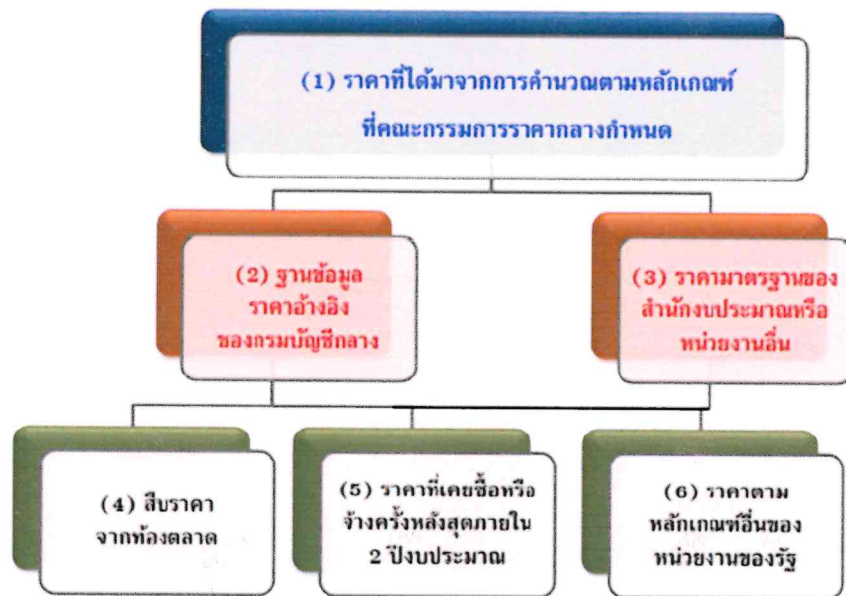 (1) ราคาที่ได้มาจากการคำนวณตามหลักเกณฑ์
ที่คณะกรรมการราคากลางกำหนด
(2) ฐานข้อมูล
ราคาอ้างอิง
ของกรมบัญชีกลาง
(3) ราคามาตรฐานของ
สำนักงบประมาณหรือ
หน่วยงานอื่น
(4) สืบราคา
จากท้องตลาด
(5) ราคาที่เคยซื้อหรือ
จ้างครั้งหลังสุดภายใน
2 ปีงบประมาณ
(6) ราคาตาม
หลักเกณฑ์อื่นของ
หน่วยงานของรัฐ